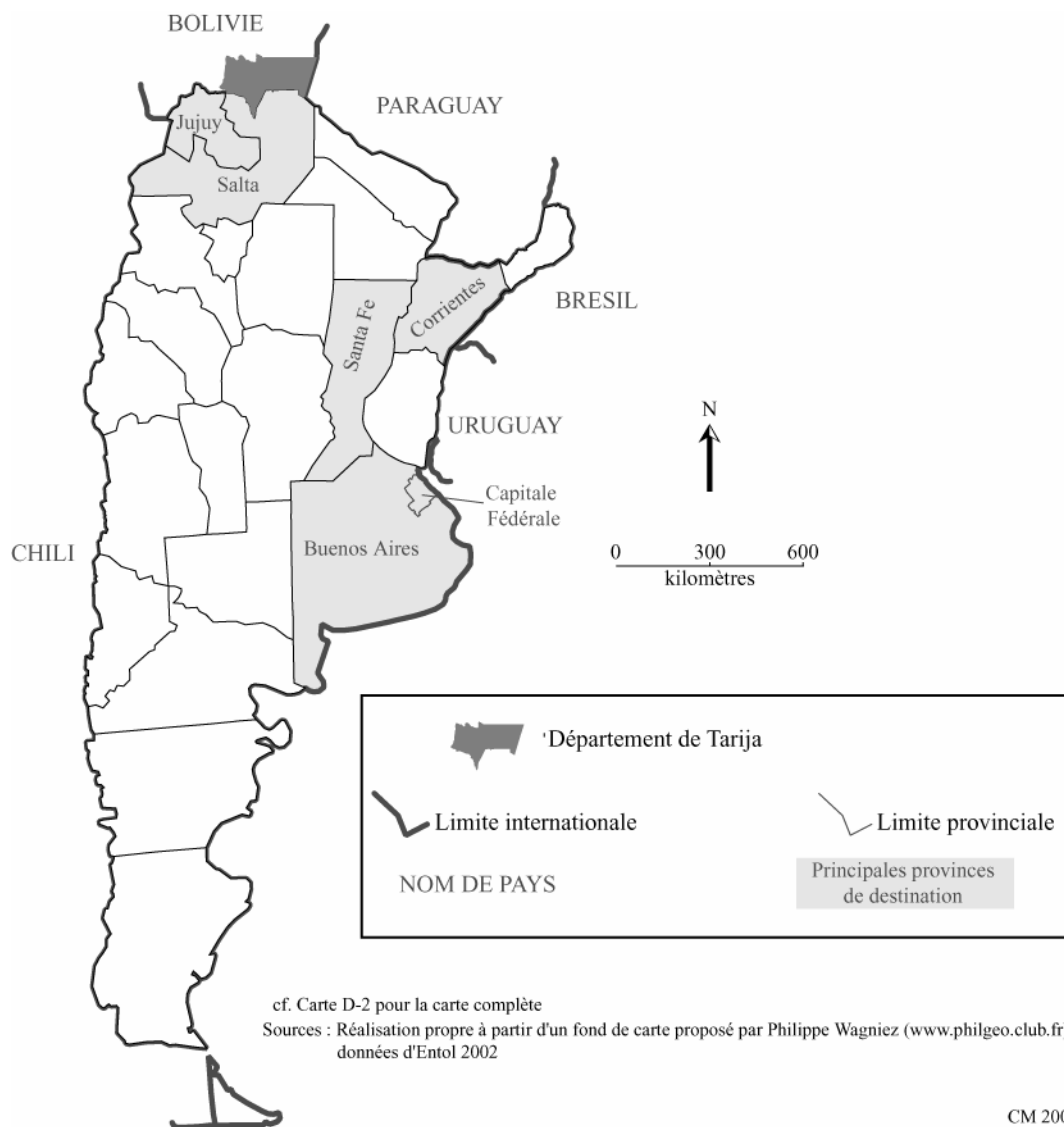 BOLIVIE
PARAGUAY
Jujuy
Salta
BRESIL
Corrientes
Santa Fe
URUGUAY
N
Capitale
Fédérale
Buenos Aires
CHILI
0 300 600
kilomètres
Département de Tarija
Limite internationale
Limite provinciale
NOM DE PAYS
Principales provinces
de destination
cf. Carte D-2 pour la carte complète
Sources : Réalisation propre à partir d'un fond de carte proposé par Philippe Wagniez (www.philgeo.club.fr)
données d'Entol 2002
CM 200